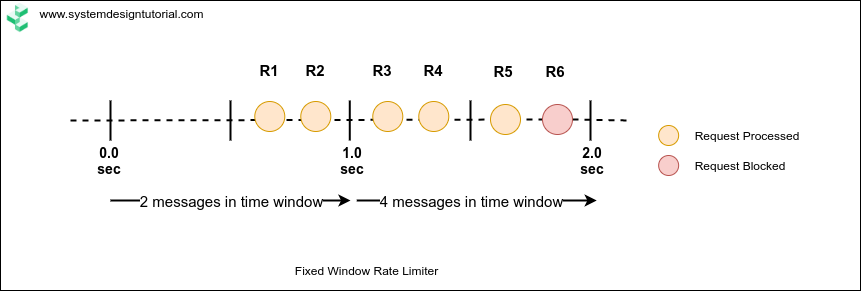 www.systemdesigntutorial.com
R1 R2 R3 R4 R5 R6
0.0
sec
1.0
sec
2.0
sec
Request Processed
Request Blocked
2 messages in time window
4 messages in time window
Fixed Window Rate Limiter